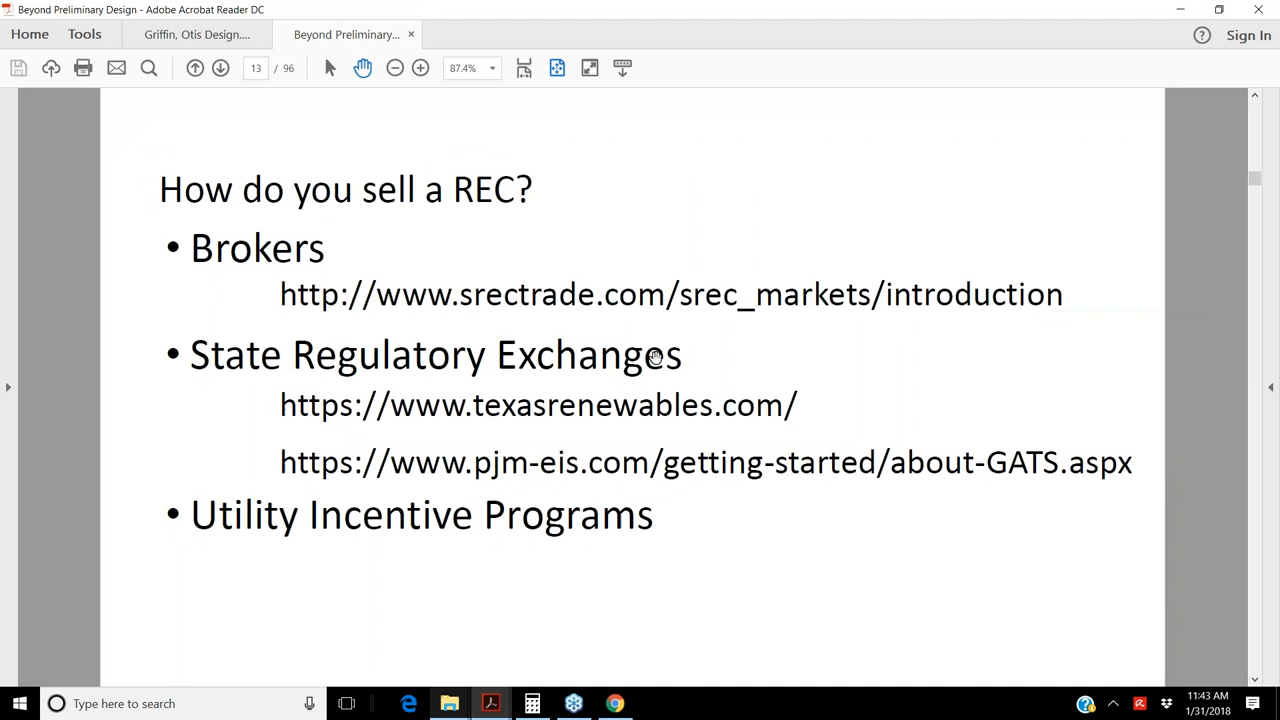 Beyond Preliminary Design - Adobe Acrobat Reader DC
Home Tools Griffin, Otis Design.... Beyond Preliminary... × Sign In
13 / 96 87.4%
How do you sell a REC?
• Brokers
http://www.srectrade.com/srec_markets/introduction
• State Regulatory Exchanges
https://www.texasrenewables.com/
https://www.pjm-eis.com/getting-started/about-GATS.aspx
• Utility Incentive Programs
Type here to search
11:43 AM
1/31/2018